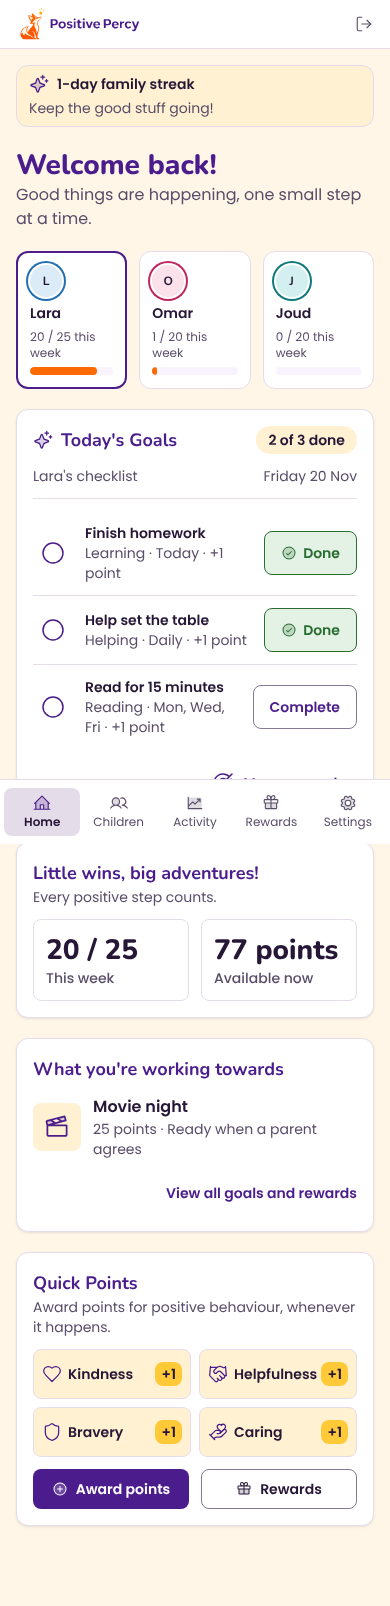 Positive Percy
1-day family streak
Keep the good stuff going!
Welcome back!
Good things are happening, one small step
at a time.
L
Lara
20 / 25 this
week
O
Omar
1 / 20 this
week
J
Joud
0 / 20 this
week
Today's Goals
2 of 3 done
Lara's checklist
Friday 20 Nov
Finish homework
Learning · Today · +1
point
Done
Help set the table
Helping · Daily · +1 point
Done
Read for 15 minutes
Reading · Mon, Wed,
Fri · +1 point
Complete
Home
Children
Activity
Rewards
Settings
Little wins, big adventures!
Every positive step counts.
20 / 25
This week
77 points
Available now
What you're working towards
Movie night
25 points · Ready when a parent
agrees
View all goals and rewards
Quick Points
Award points for positive behaviour, whenever
it happens.
Kindness +1
Helpfulness +1
Bravery +1
Caring +1
Award points
Rewards